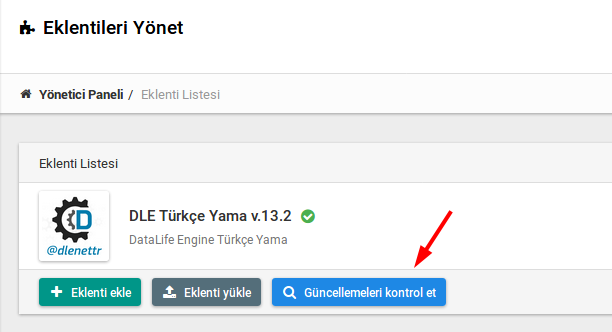 Eklentileri Yönet
Yönetici Paneli / Eklenti Listesi
Eklenti Listesi
D
@dlenettr
DLE Türkçe Yama v.13.2
DataLife Engine Türkçe Yama
Eklenti ekle
Eklenti yükle
Güncellemeleri kontrol et